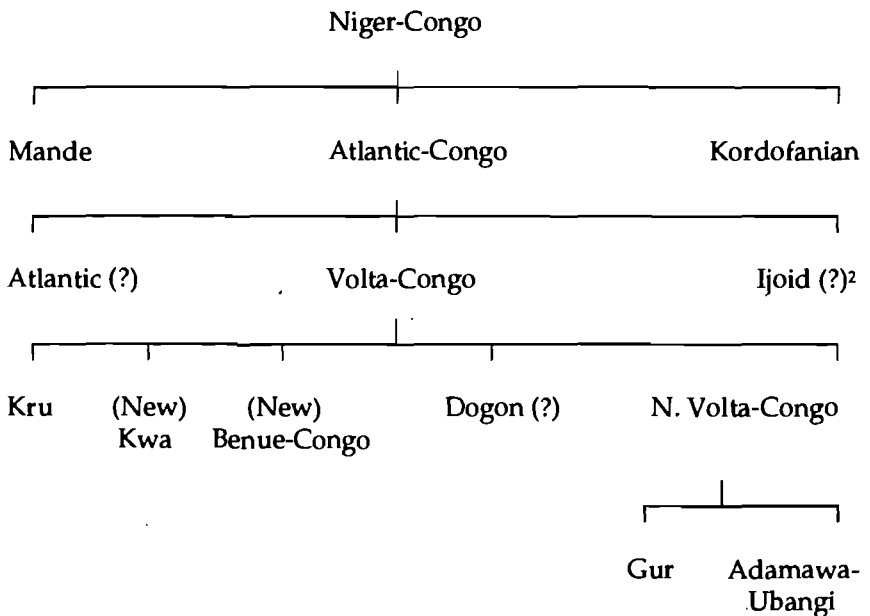 Niger-Congo
Mande Atlantic-Congo Kordofanian
Atlantic (?) Volta-Congo Ijoid (?)²
Kru (New) (New) Dogon (?) N. Volta-Congo
Kwa Benue-Congo
Gur Adamawa-
Ubangi